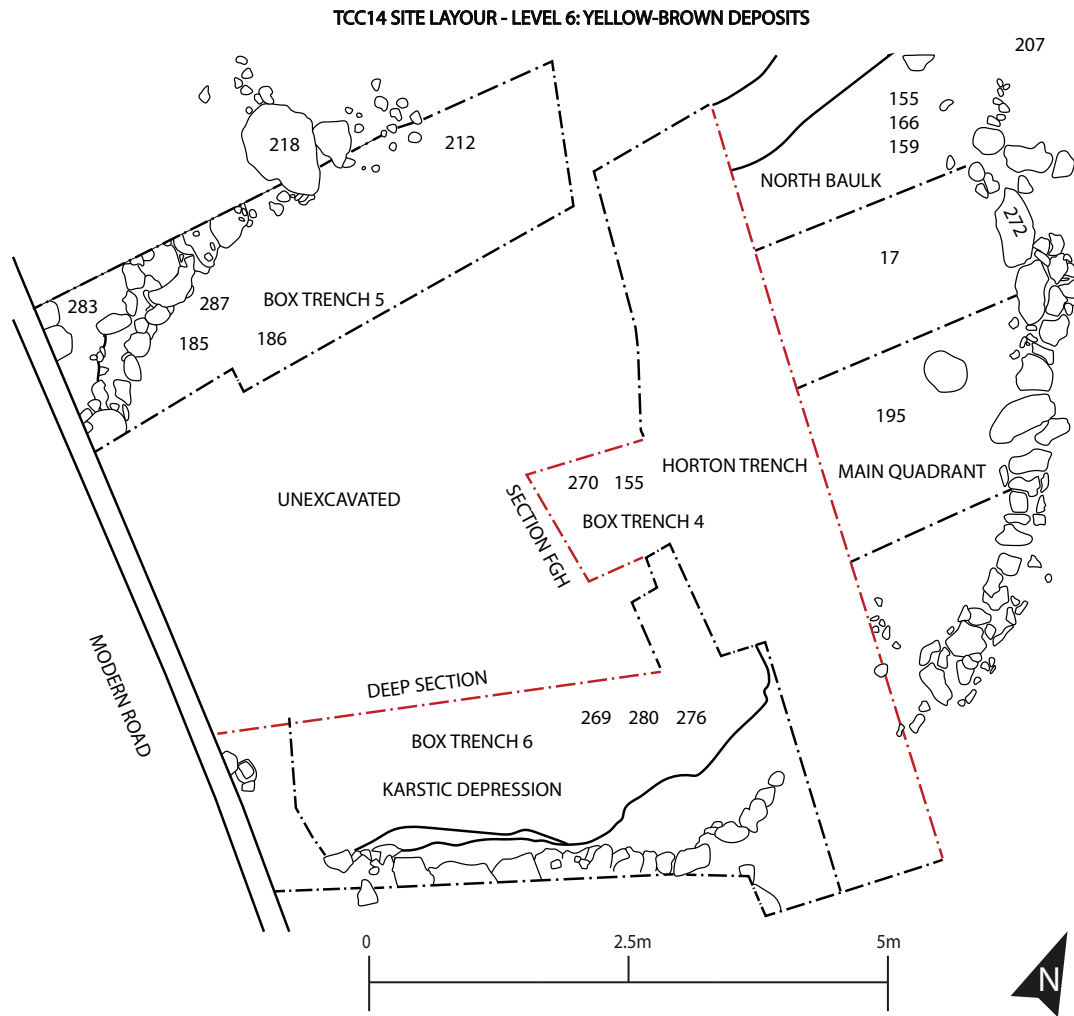 TCC14 SITE LAYOUR - LEVEL 6: YELLOW-BROWN DEPOSITS
207
155
166
159
218
212
NORTH BAULK
272
17
283
287
BOX TRENCH 5
185
186
195
HORTON TRENCH
MAIN QUADRANT
270 155
UNEXCAVATED
SECTION FGH
BOX TRENCH 4
MODERN ROAD
DEEP SECTION
269 280 276
BOX TRENCH 6
KARSTIC DEPRESSION
0 2.5m 5m
N